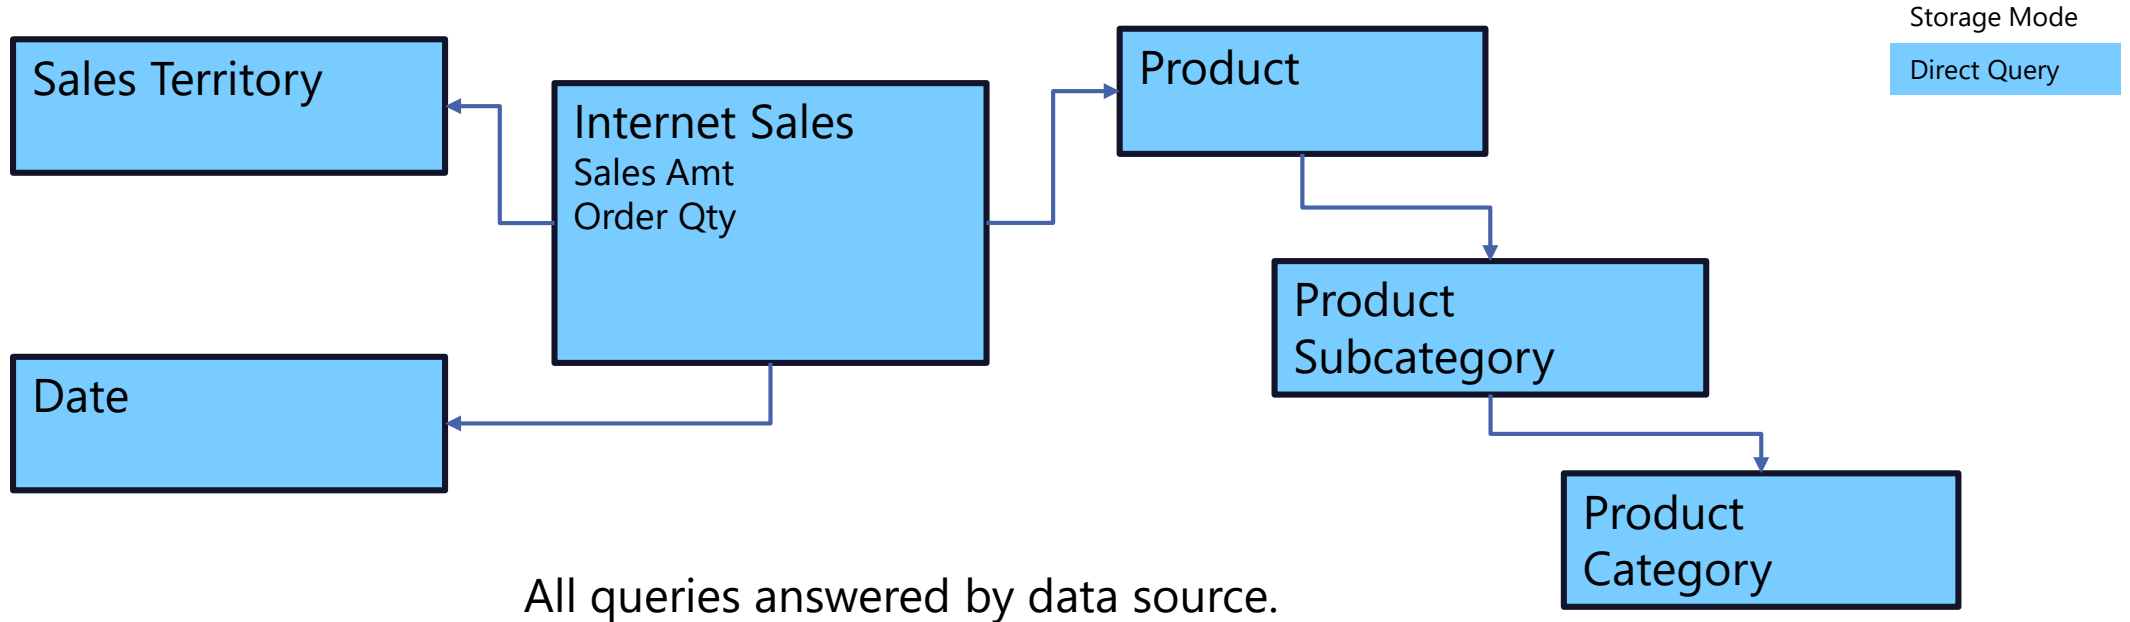 Storage Mode
Direct Query
Sales Territory
Internet Sales
Sales Amt
Order Qty
Product
Product
Subcategory
Date
Product
Category
All queries answered by data source.